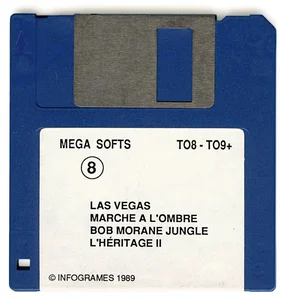 MEGA SOFTS TO8 - TO9+
8
LAS VEGAS
MARCHE A L'OMBRE
BOB MORANE JUNGLE
L'HÉRITAGE II
© INFOGRAMES 1989